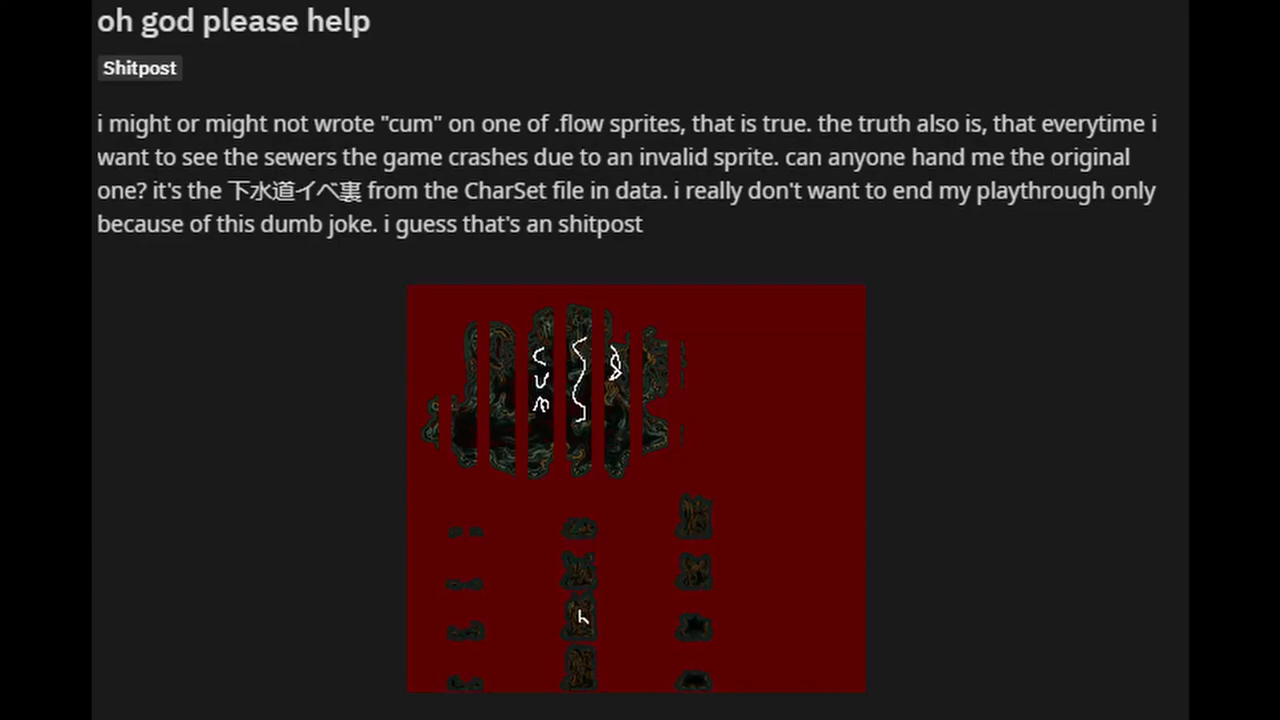 oh god please help
Shitpost
i might or might not wrote "cum" on one of .flow sprites, that is true. the truth also is, that everytime i
want to see the sewers the game crashes due to an invalid sprite. can anyone hand me the original
one? it's the 下水道イベ裏 from the CharSet file in data. i really don't want to end my playthrough only
because of this dumb joke. i guess that's an shitpost
cum